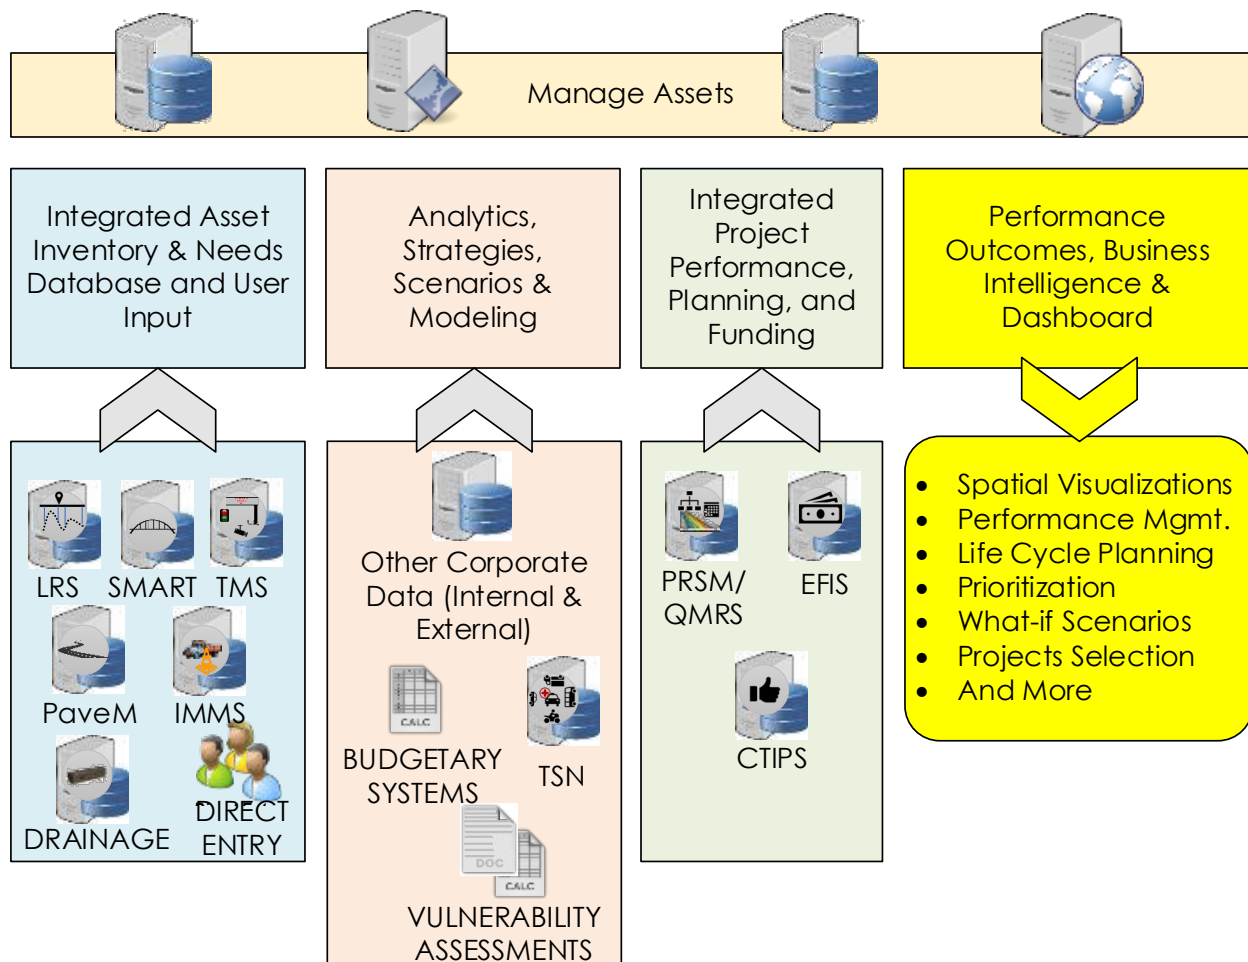 Manage Assets
Integrated Asset
Inventory & Needs
Database and User
Input
Analytics,
Strategies,
Scenarios &
Modeling
Integrated
Project
Performance,
Planning, and
Funding
Performance
Outcomes, Business
Intelligence &
Dashboard
LRS
SMART
TMS
PaveM
IMMS
DRAINAGE
DIRECT
ENTRY
Other Corporate
Data (Internal &
External)
CALC
BUDGETARY
SYSTEMS
TSN
DOC
CALC
VULNERABILITY
ASSESSMENTS
PRSM/
QMRS
EFIS
CTIPS
• Spatial Visualizations
• Performance Mgmt.
• Life Cycle Planning
• Prioritization
• What-if Scenarios
• Projects Selection
• And More